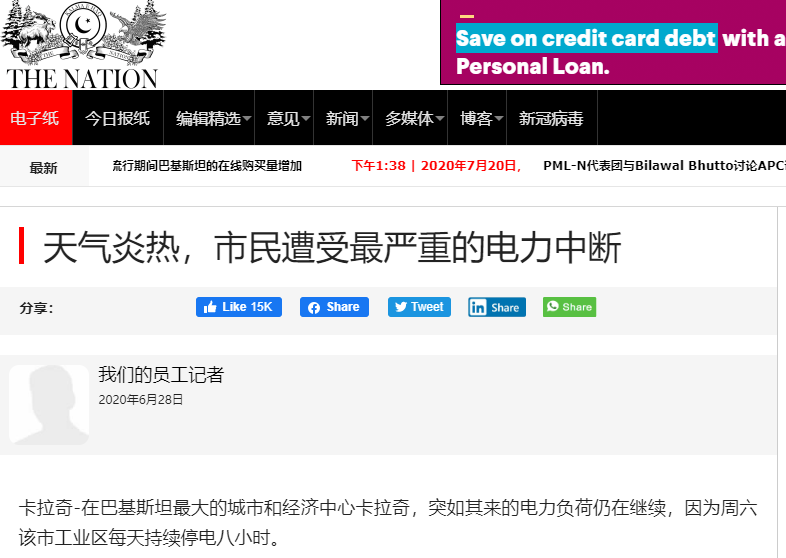 THE NATION
Save on credit card debt with a
Personal Loan.
电子纸 今日报纸 编辑精选 意见 新闻 多媒体 博客 新冠病毒
最新 流行期间巴基斯坦的在线购买量增加 下午1:38 | 2020年7月20日, PML-N代表团与Bilawal Bhutto讨论APC
天气炎热，市民遭受最严重的电力中断
分享： Like 15K Share Tweet Share Share
我们的员工记者
2020年6月28日
卡拉奇-在巴基斯坦最大的城市和经济中心卡拉奇，突如其来的电力负荷仍在继续，因为周六
该市工业区每天持续停电八小时。